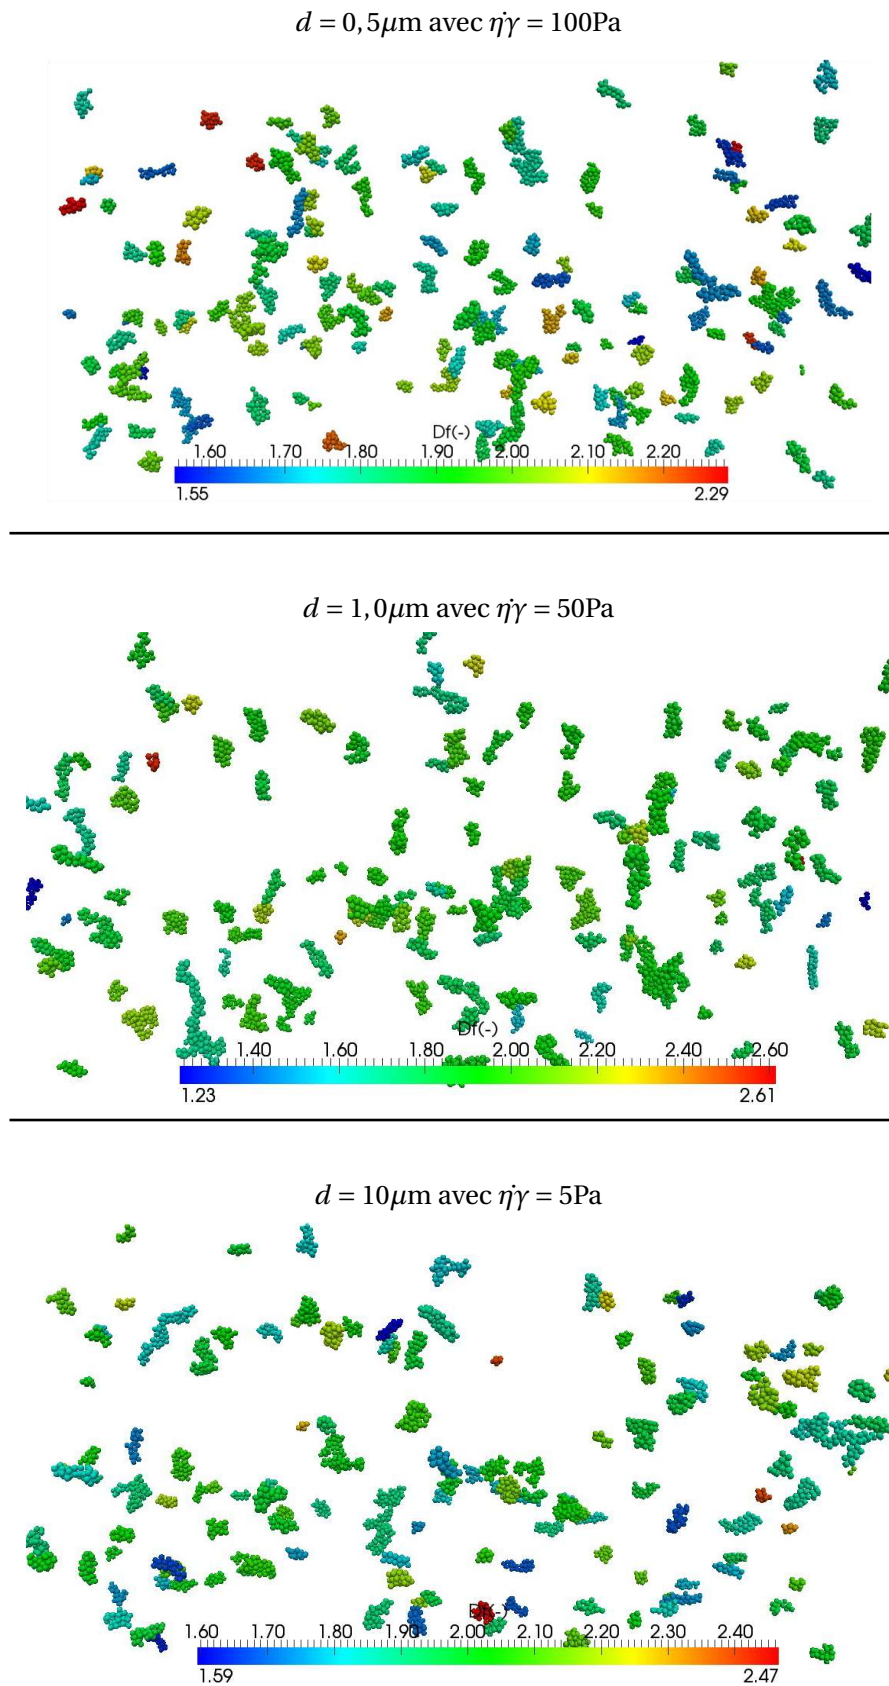 d = 0,5μm avec ηγ̇ = 100Pa
Df(-)
1.60 1.70 1.80 1.90 2.00 2.10 2.20
1.55 2.29
d = 1,0μm avec ηγ̇ = 50Pa
Df(-)
1.40 1.60 1.80 2.00 2.20 2.40 2.60
1.23 2.61
d = 10μm avec ηγ̇ = 5Pa
Df(-)
1.60 1.70 1.80 1.90 2.00 2.10 2.20 2.30 2.40
1.59 2.47